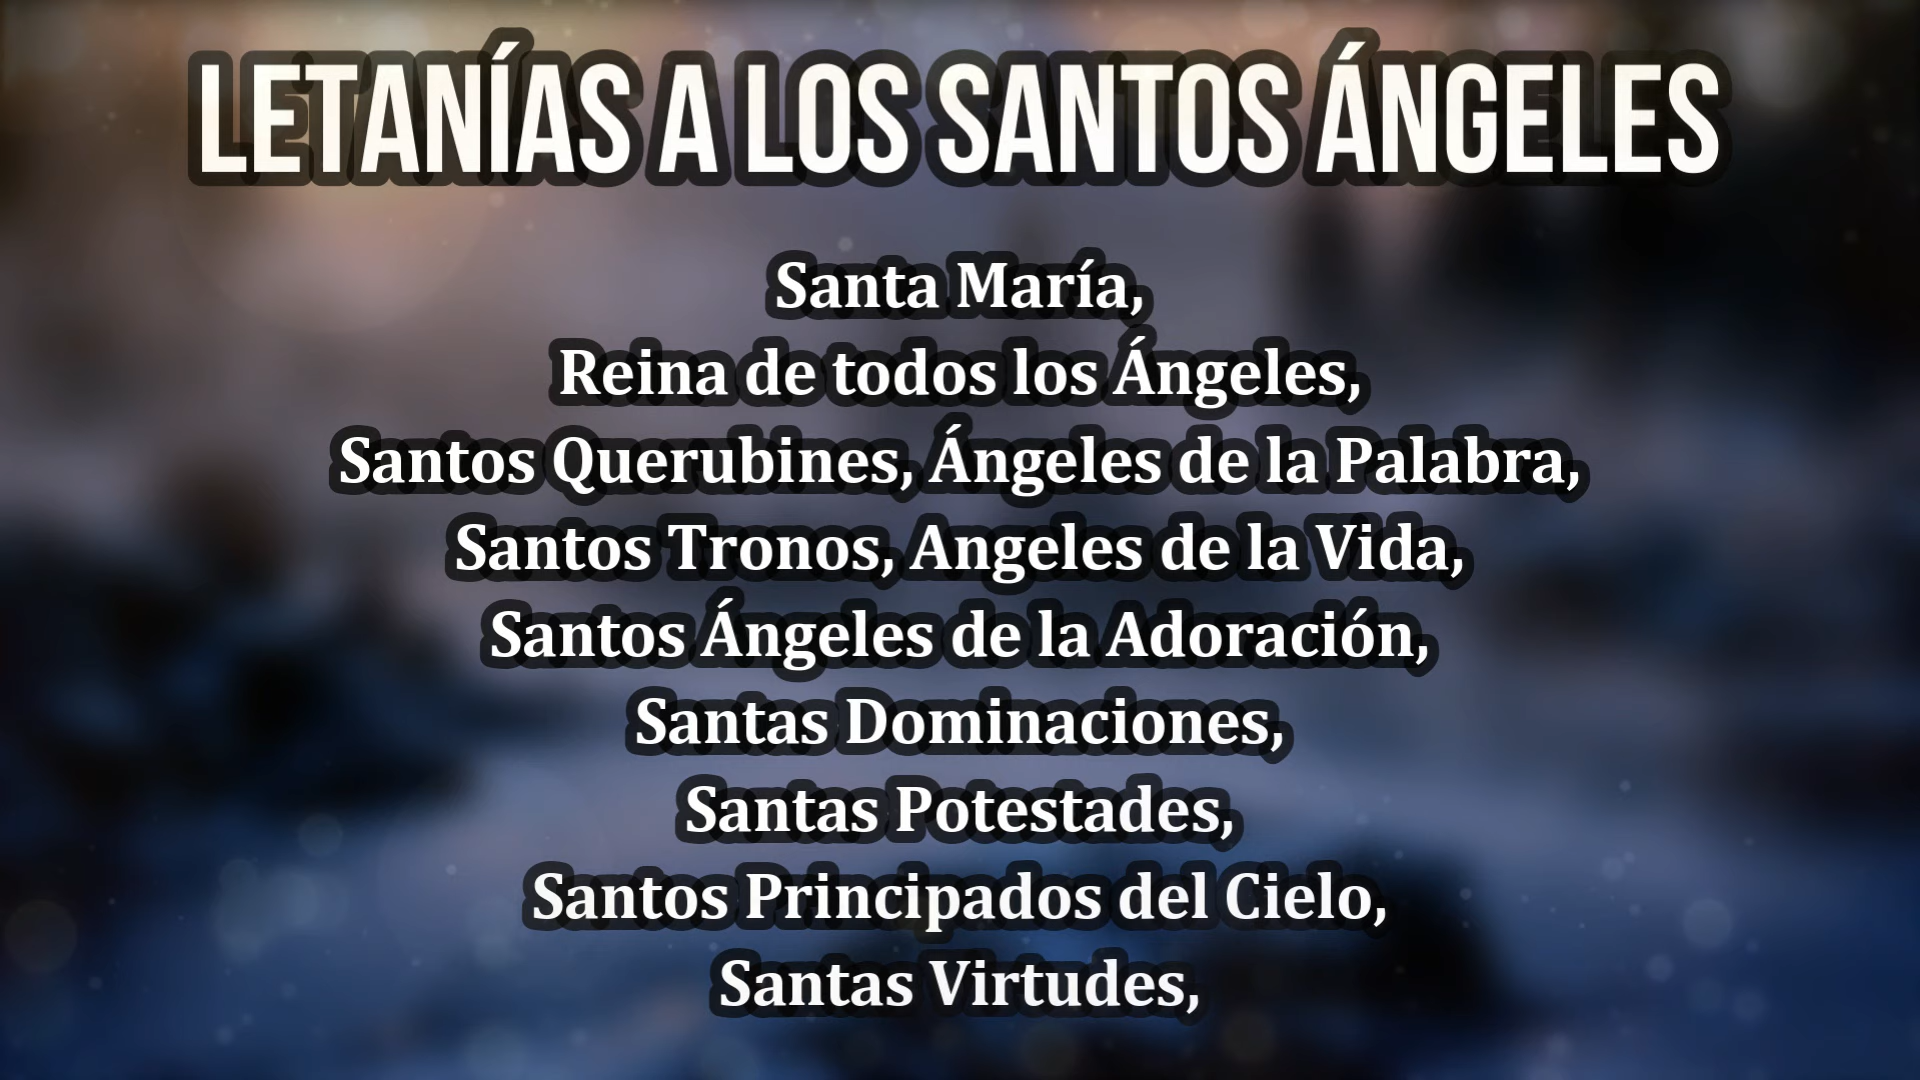 LETANÍAS A LOS SANTOS ÁNGELES
Santa María,
Reina de todos los Ángeles,
Santos Querubines, Ángeles de la Palabra,
Santos Tronos, Angeles de la Vida,
Santos Ángeles de la Adoración,
Santas Dominaciones,
Santas Potestades,
Santos Principados del Cielo,
Santas Virtudes,